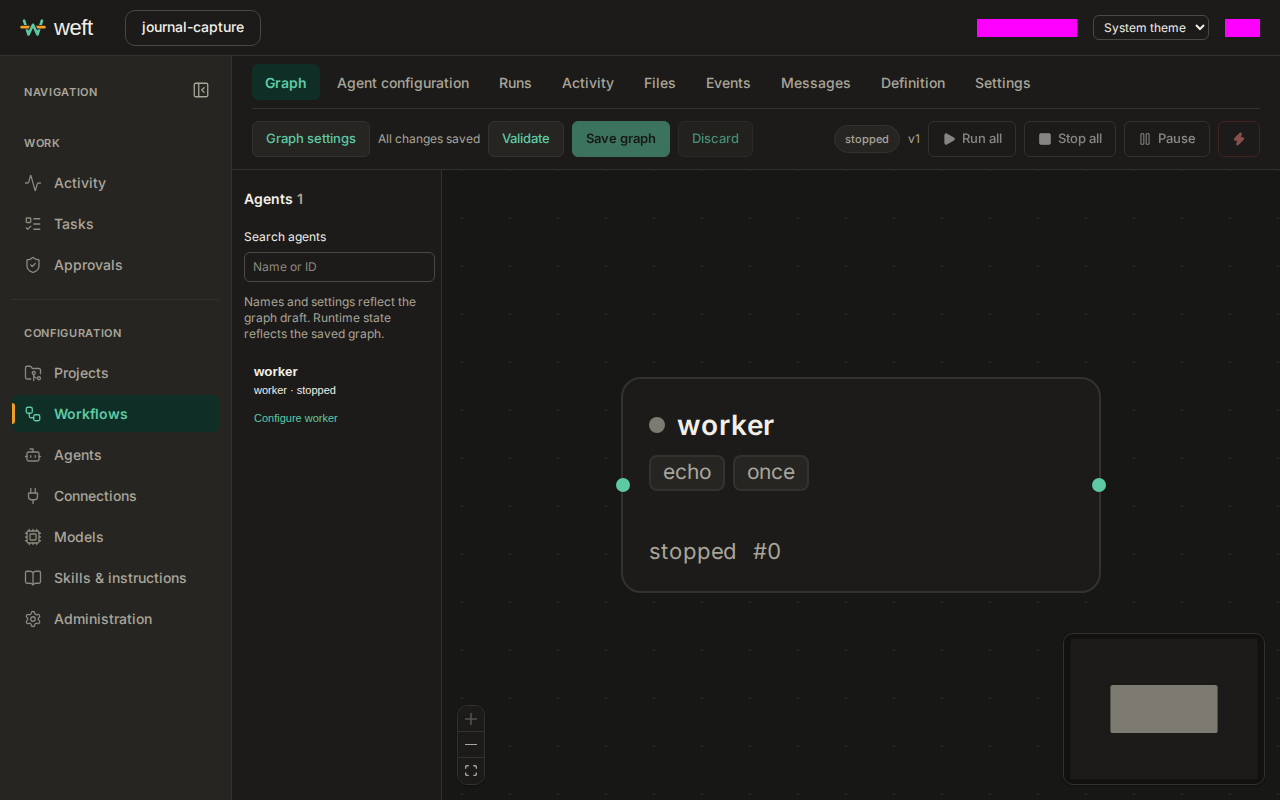 weft
journal-capture
System theme
NAVIGATION
WORK
Activity
Tasks
Approvals
CONFIGURATION
Projects
Workflows
Agents
Connections
Models
Skills & instructions
Administration
Graph Agent configuration Runs Activity Files Events Messages Definition Settings
Graph settings All changes saved Validate Save graph Discard stopped v1 Run all Stop all Pause
Agents 1
Search agents
Name or ID
Names and settings reflect the
graph draft. Runtime state
reflects the saved graph.
worker
worker · stopped
Configure worker
worker
echo once
stopped #0